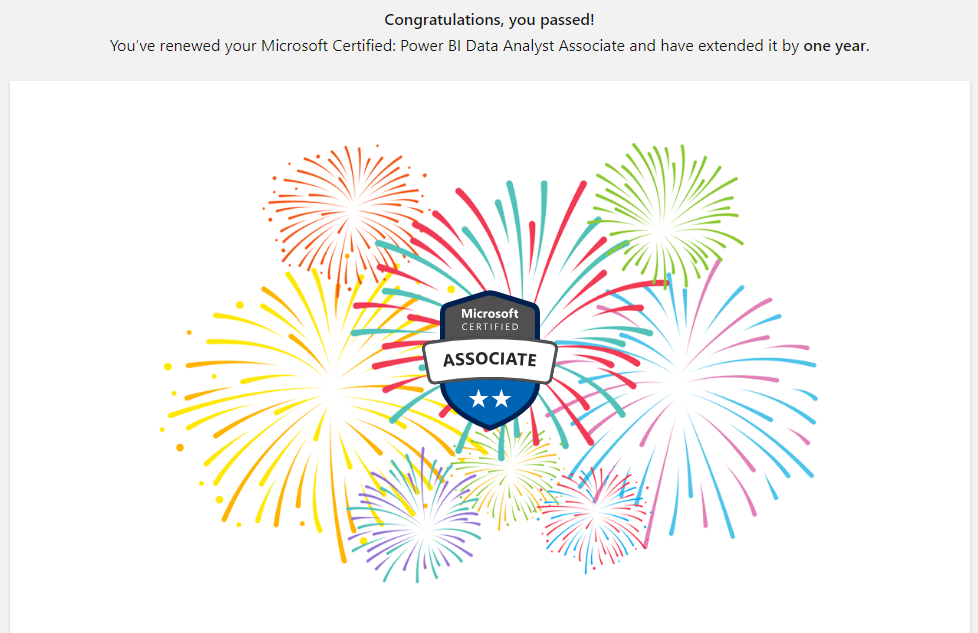 Congratulations, you passed!
You’ve renewed your Microsoft Certified: Power BI Data Analyst Associate and have extended it by one year.
Microsoft
CERTIFIED
ASSOCIATE